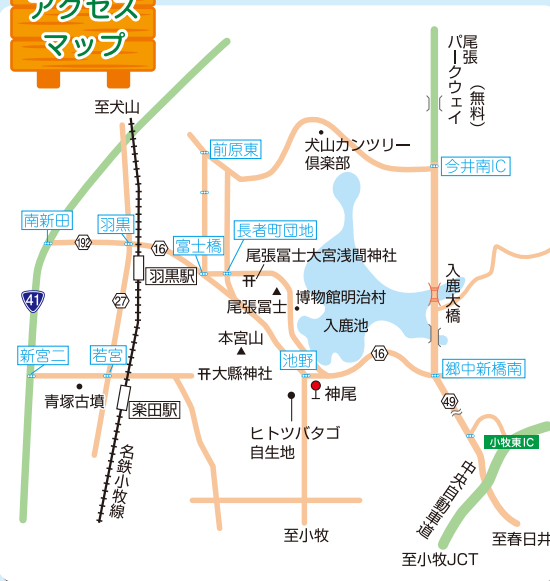 アクセス
マップ
至犬山
尾張
パークウェイ
(無料)
前原東
犬山カンツリー
倶楽部
今井南IC
南新田
羽黒
192
16
富士橋
長者町団地
尾張冨士大宮浅間神社
羽黒駅
尾張冨士
博物館明治村
入鹿池
入鹿大橋
41
27
本宮山
16
新宮二
若宮
大縣神社
池野
郷中新橋南
青塚古墳
楽田駅
神尾
49
ヒトツバタゴ
自生地
小牧東IC
名鉄小牧線
中央自動車道
至小牧
至春日井
至小牧JCT